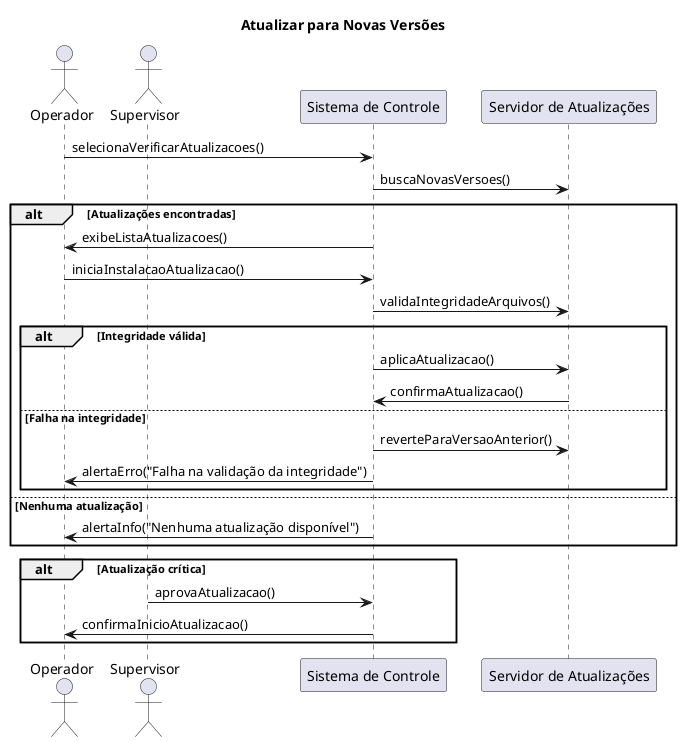 Atualizar para Novas Versões
Operador
Supervisor
Sistema de Controle
Servidor de Atualizações
selecionaVerificarAtualizacoes()
buscaNovasVersoes()
alt
[Atualizações encontradas]
exibeListaAtualizacoes()
iniciaInstalacaoAtualizacao()
validaIntegridadeArquivos()
alt
[Integridade válida]
aplicaAtualizacao()
confirmaAtualizacao()
[Falha na integridade]
reverteParaVersaoAnterior()
alertaErro("Falha na validação da integridade")
[Nenhuma atualização]
alertaInfo("Nenhuma atualização disponível")
alt
[Atualização crítica]
aprovaAtualizacao()
confirmaInicioAtualizacao()
Operador
Supervisor
Sistema de Controle
Servidor de Atualizações